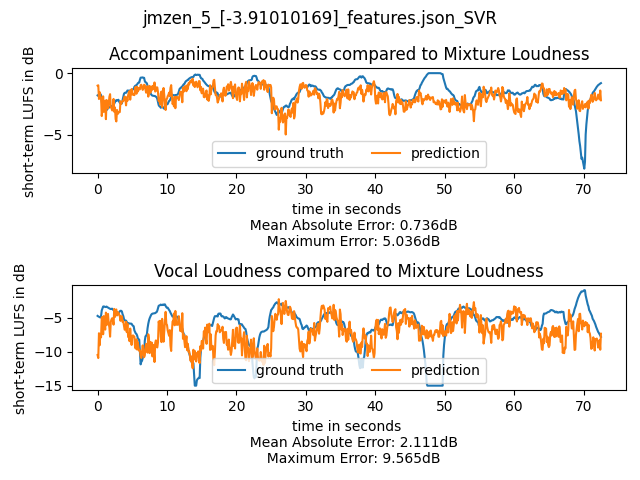 jmzen_5_[-3.91010169]_features.json_SVR
Accompaniment Loudness compared to Mixture Loudness
short-term LUFS in dB
0
−5
ground truth
prediction
0 10 20 30 40 50 60 70
time in seconds
Mean Absolute Error: 0.736dB
Maximum Error: 5.036dB
Vocal Loudness compared to Mixture Loudness
short-term LUFS in dB
−5
−10
−15
ground truth
prediction
0 10 20 30 40 50 60 70
time in seconds
Mean Absolute Error: 2.111dB
Maximum Error: 9.565dB